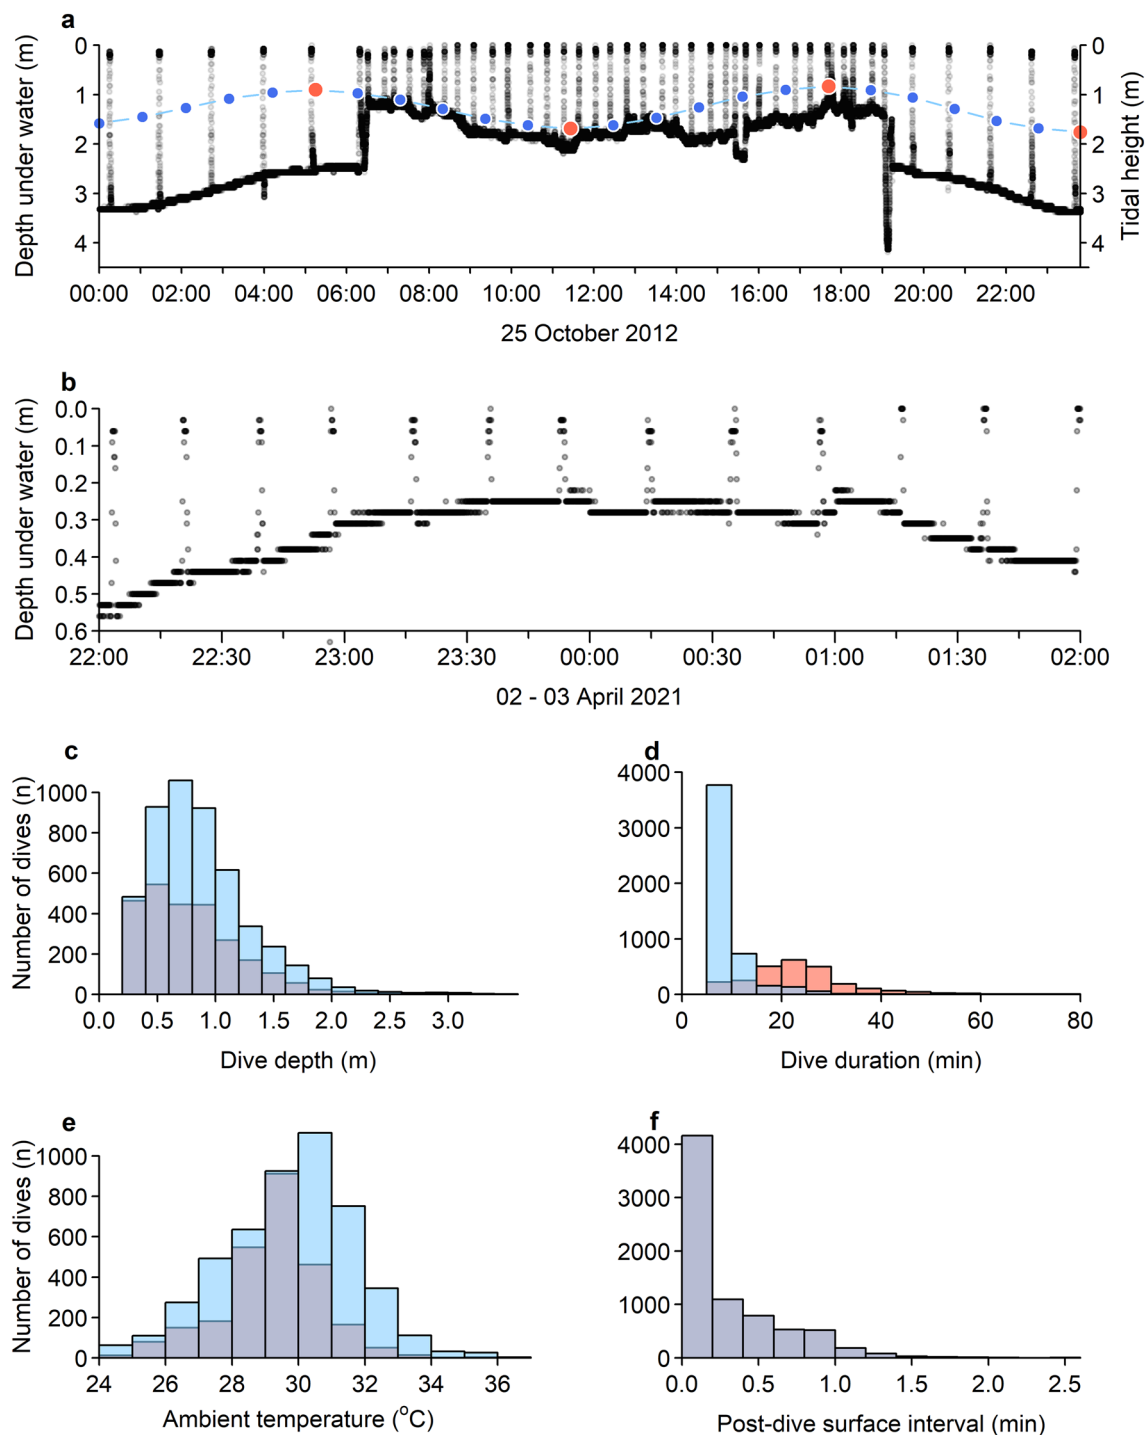 a
Depth under water (m)
0
1
2
3
4
0
1
2
3
4
Tidal height (m)
00:00 02:00 04:00 06:00 08:00 10:00 12:00 14:00 16:00 18:00 20:00 22:00
25 October 2012
b
Depth under water (m)
0.0
0.1
0.2
0.3
0.4
0.5
0.6
22:00 22:30 23:00 23:30 00:00 00:30 01:00 01:30 02:00
02 - 03 April 2021
c
Number of dives (n)
1000
800
600
400
200
0
0.0 0.5 1.0 1.5 2.0 2.5 3.0
Dive depth (m)
d
4000
3000
2000
1000
0
0 20 40 60 80
Dive duration (min)
e
Number of dives (n)
1000
800
600
400
200
0
24 26 28 30 32 34 36
Ambient temperature (°C)
f
4000
3000
2000
1000
0
0.0 0.5 1.0 1.5 2.0 2.5
Post-dive surface interval (min)